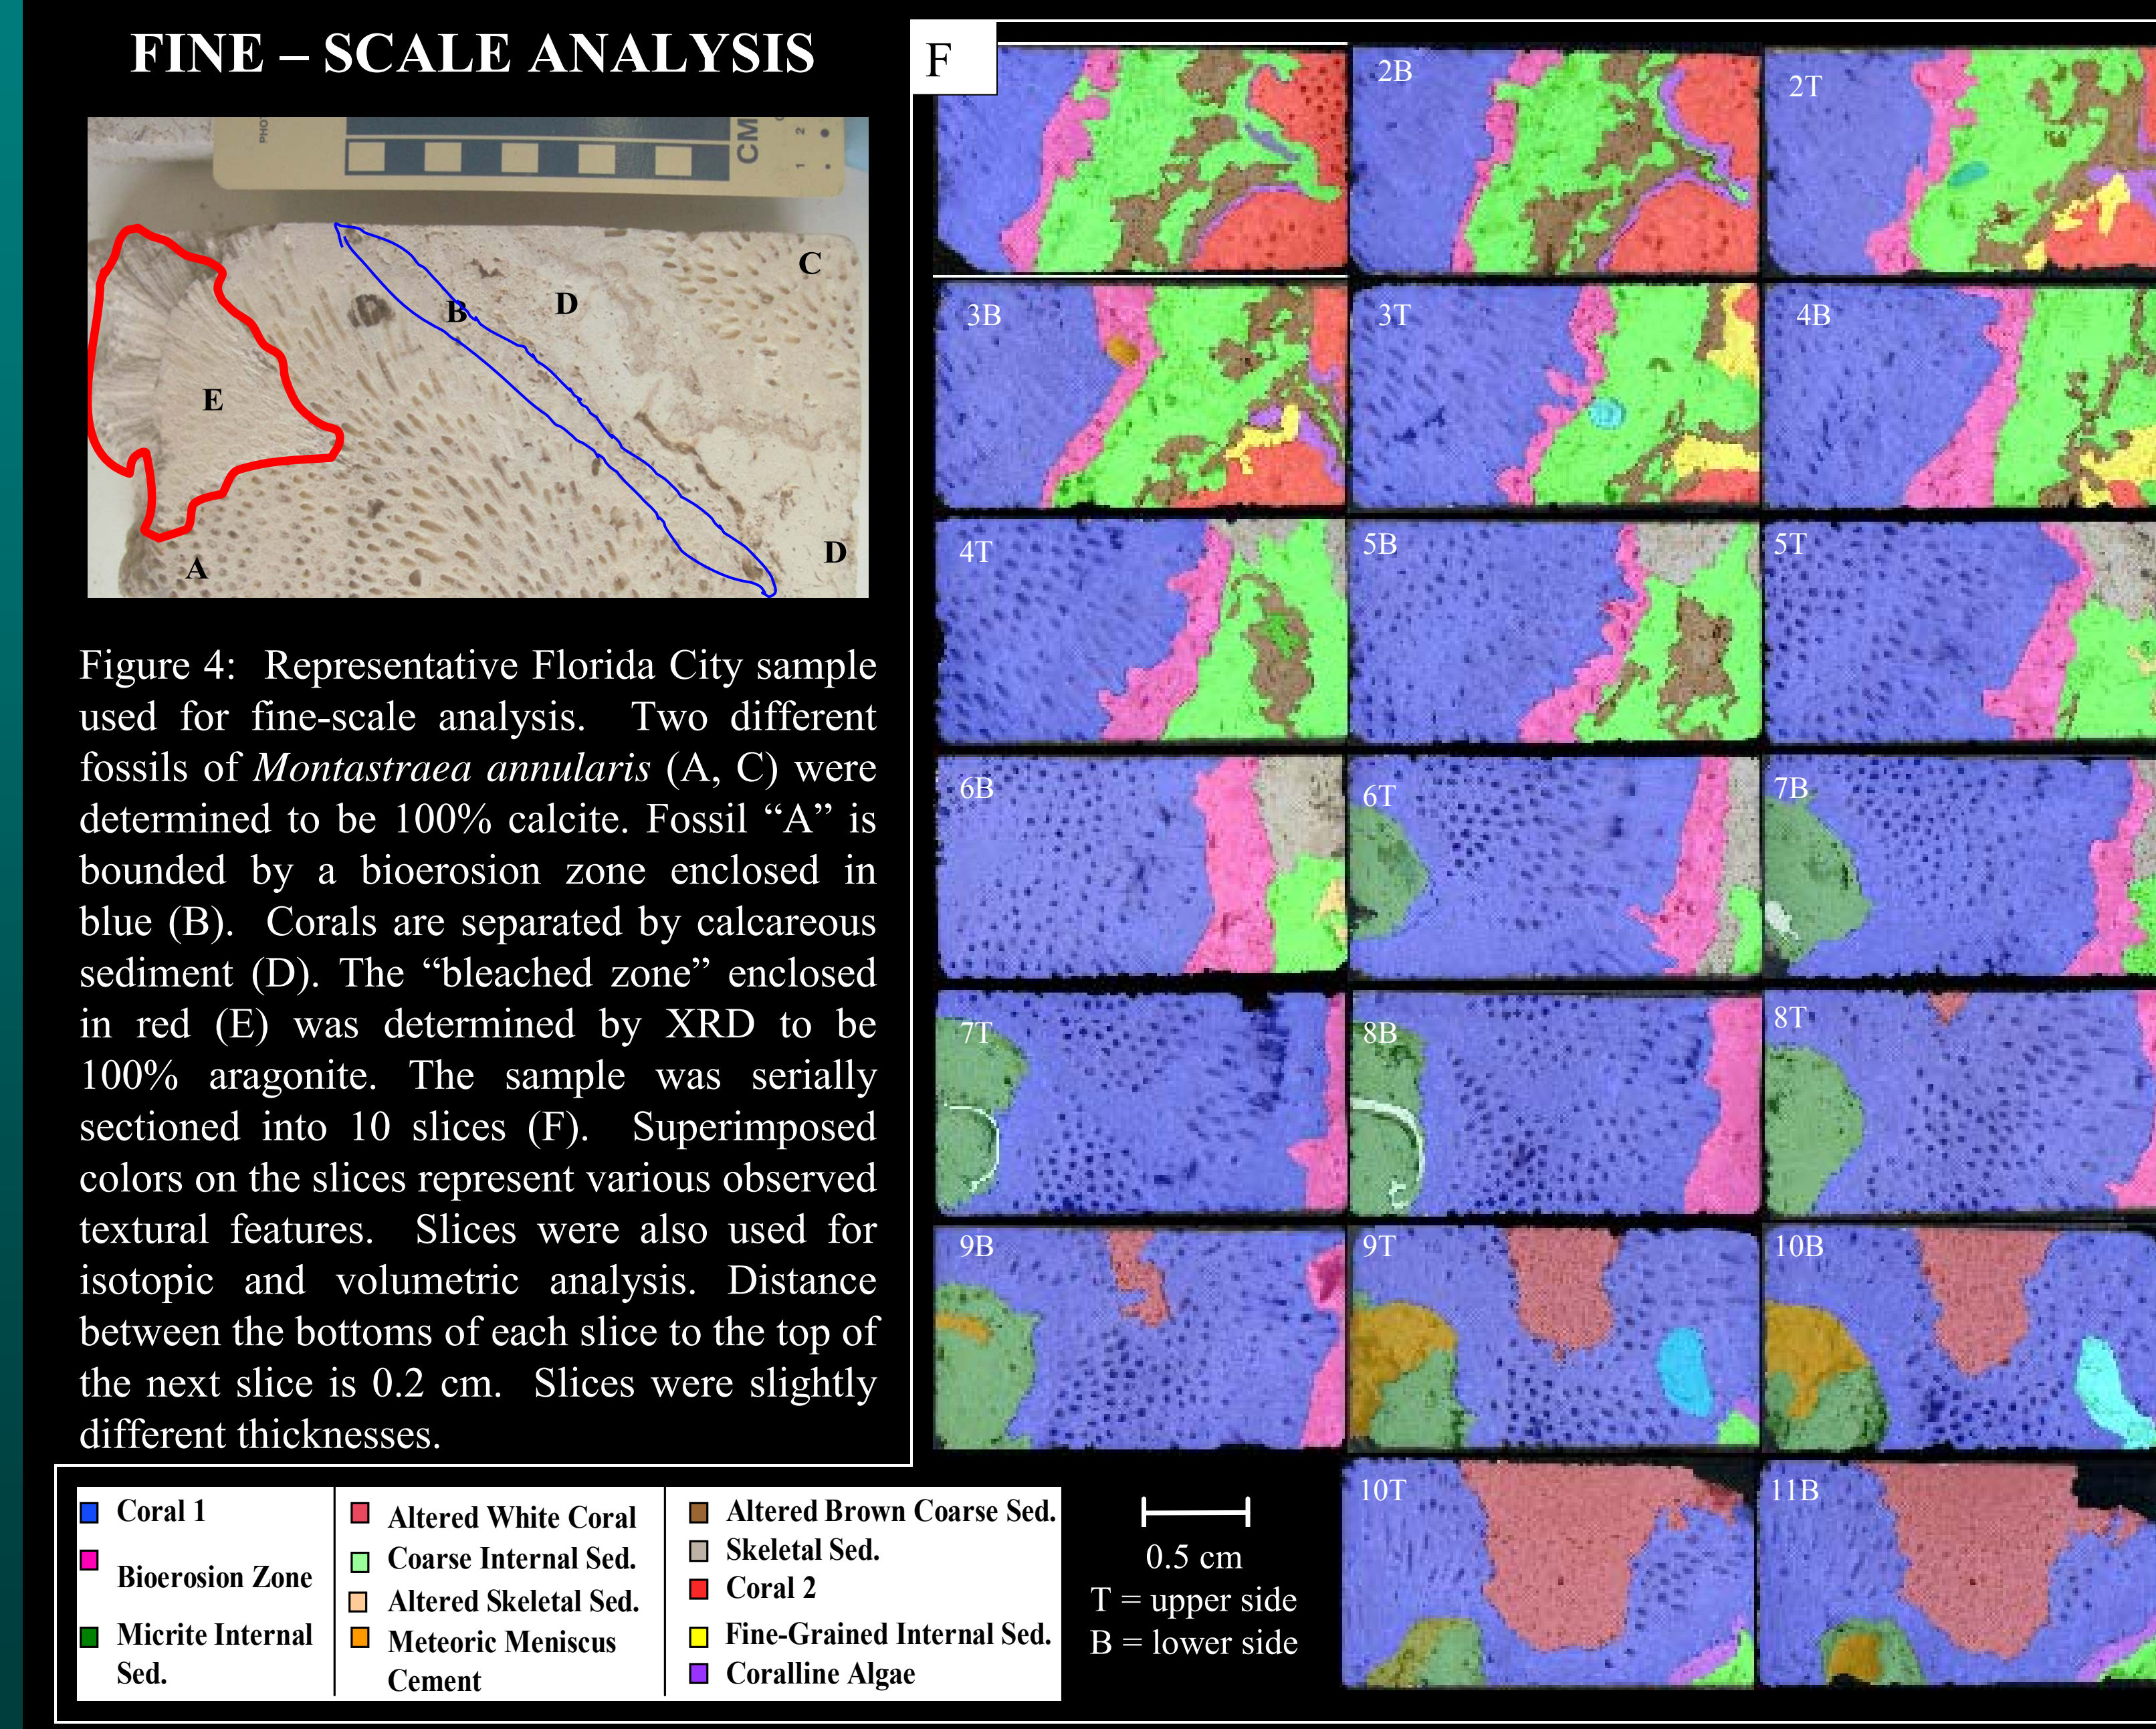 FINE – SCALE ANALYSIS
PHO
CM
1 2
A
B
C
D
D
E
Figure 4: Representative Florida City sample
used for fine-scale analysis. Two different
fossils of Montastraea annularis (A, C) were
determined to be 100% calcite. Fossil “A” is
bounded by a bioerosion zone enclosed in
blue (B). Corals are separated by calcareous
sediment (D). The “bleached zone” enclosed
in red (E) was determined by XRD to be
100% aragonite. The sample was serially
sectioned into 10 slices (F). Superimposed
colors on the slices represent various observed
textural features. Slices were also used for
isotopic and volumetric analysis. Distance
between the bottoms of each slice to the top of
the next slice is 0.2 cm. Slices were slightly
different thicknesses.
F
2B
2T
3B
3T
4B
4T
5B
5T
6B
6T
7B
7T
8B
8T
9B
9T
10B
10T
11B
Coral 1
Bioerosion Zone
Micrite Internal
Sed.
Altered White Coral
Coarse Internal Sed.
Altered Skeletal Sed.
Meteoric Meniscus
Cement
Altered Brown Coarse Sed.
Skeletal Sed.
Coral 2
Fine-Grained Internal Sed.
Coralline Algae
0.5 cm
T = upper side
B = lower side